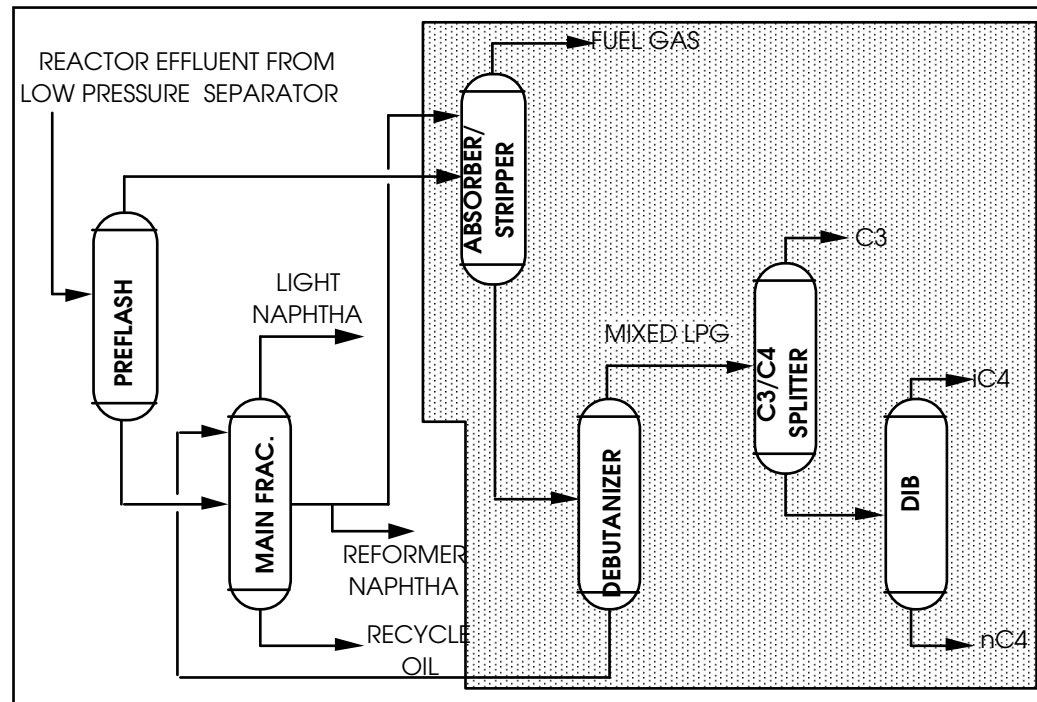 FUEL GAS
REACTOR EFFLUENT FROM
LOW PRESSURE SEPARATOR
ABSORBER/
STRIPPER
C3
PREFLASH
LIGHT
NAPHTHA
MIXED LPG
C3/C4
SPLITTER
iC4
MAIN FRAC.
DEBUTANIZER
DIB
REFORMER
NAPHTHA
RECYCLE
OIL
nC4